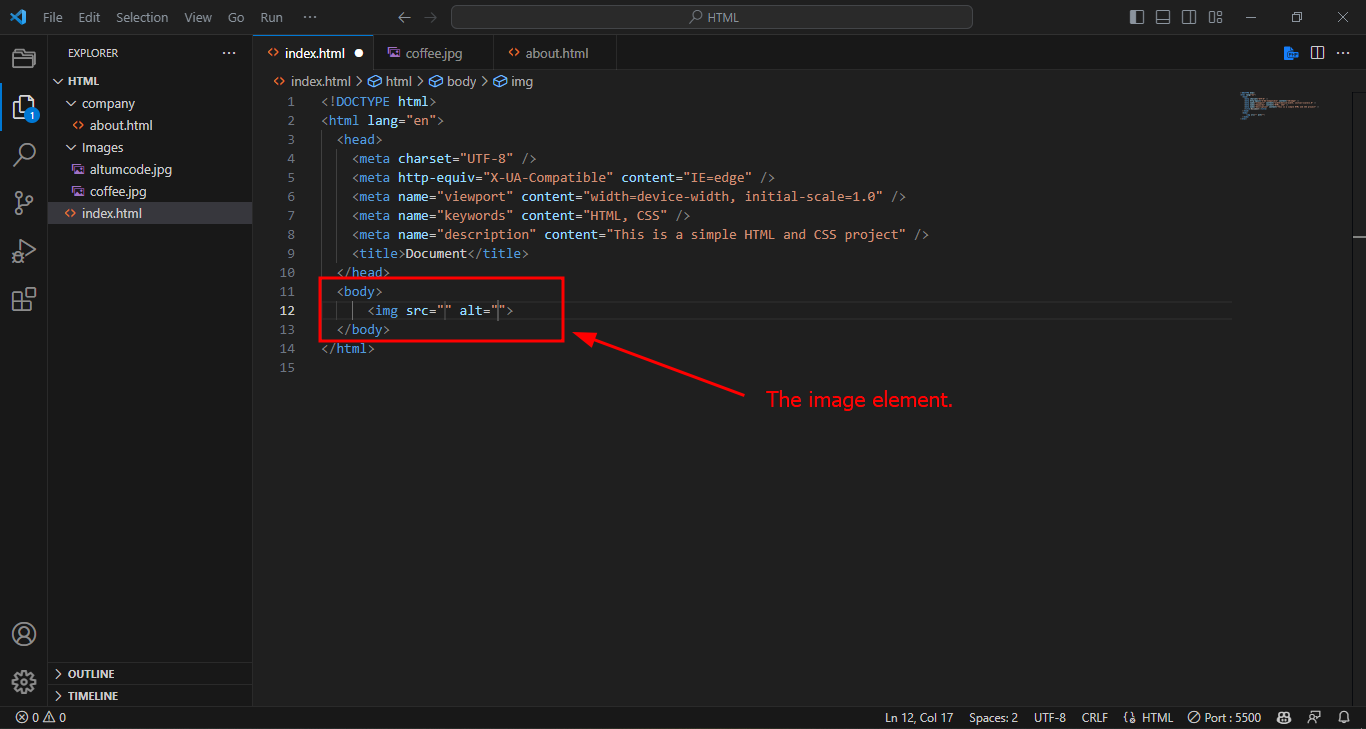 File Edit Selection View Go Run ···
HTML
EXPLORER ···
HTML
company
about.html
Images
altumcode.jpg
coffee.jpg
index.html
OUTLINE
TIMELINE
1
index.html
coffee.jpg
about.html
index.html > html > body > img
1 <!DOCTYPE html>
2 <html lang="en">
3 <head>
4 <meta charset="UTF-8" />
5 <meta http-equiv="X-UA-Compatible" content="IE=edge" />
6 <meta name="viewport" content="width=device-width, initial-scale=1.0" />
7 <meta name="keywords" content="HTML, CSS" />
8 <meta name="description" content="This is a simple HTML and CSS project" />
9 <title>Document</title>
10 </head>
11 <body>
12 <img src="" alt="">
13 </body>
14 </html>
15
The image element.
0 0 Ln 12, Col 17 Spaces: 2 UTF-8 CRLF HTML Port : 5500